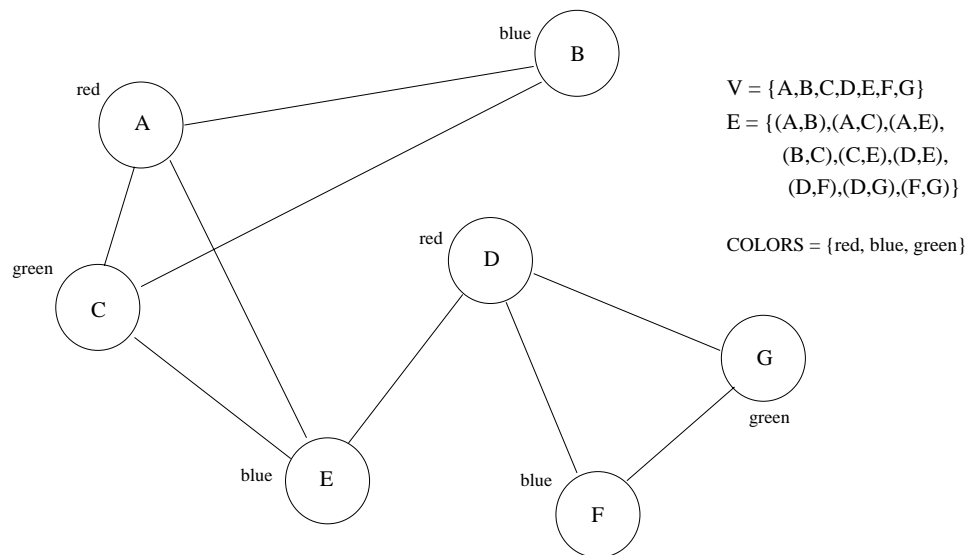 blue
B
red
A
V = {A,B,C,D,E,F,G}
E = {(A,B),(A,C),(A,E),
(B,C),(C,E),(D,E),
(D,F),(D,G),(F,G)}
COLORS = {red, blue, green}
red
D
green
C
G
green
blue
E
blue
F